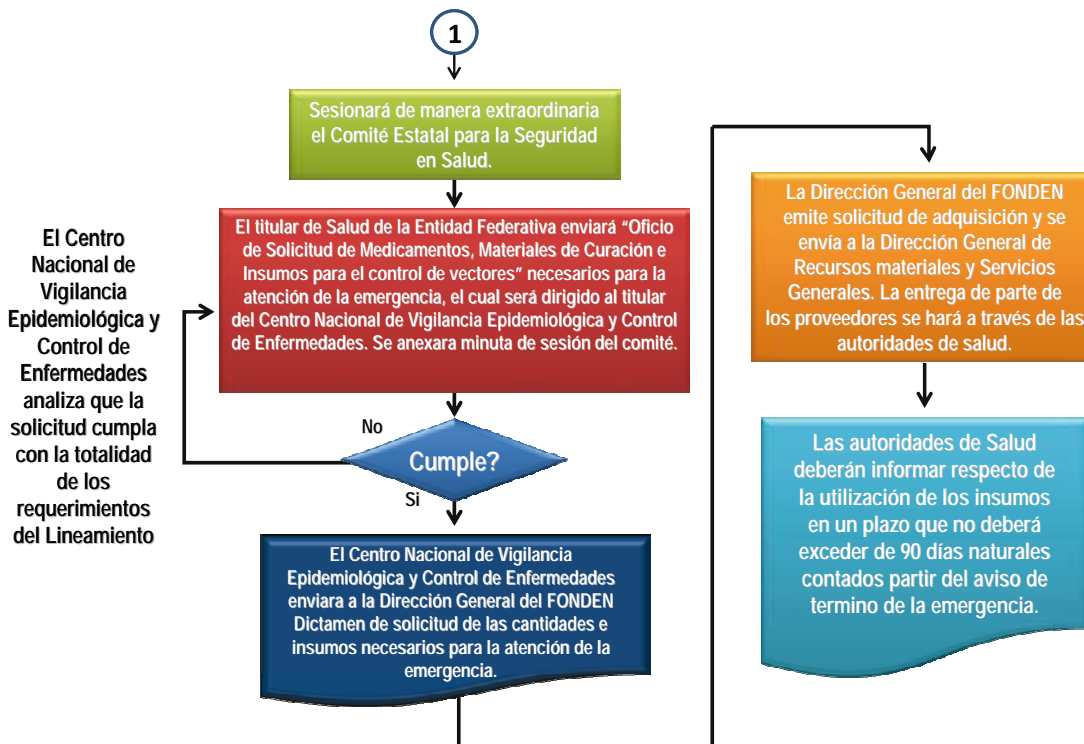 1
Sesionará de manera extraordinaria
el Comité Estatal para la Seguridad
en Salud.
El titular de Salud de la Entidad Federativa enviará “Oficio
de Solicitud de Medicamentos, Materiales de Curación e
Insumos para el control de vectores” necesarios para la
atención de la emergencia, el cual será dirigido al titular
del Centro Nacional de Vigilancia Epidemiológica y Control
de Enfermedades. Se anexara minuta de sesión del comité.
El Centro
Nacional de
Vigilancia
Epidemiológica y
Control de
Enfermedades
analiza que la
solicitud cumpla
con la totalidad
de los
requerimientos
del Lineamiento
No
Cumple?
Si
El Centro Nacional de Vigilancia
Epidemiológica y Control de Enfermedades
enviara a la Dirección General del FONDEN
Dictamen de solicitud de las cantidades e
insumos necesarios para la atención de la
emergencia.
La Dirección General del FONDEN
emite solicitud de adquisición y se
envía a la Dirección General de
Recursos materiales y Servicios
Generales. La entrega de parte de
los proveedores se hará a través de las
autoridades de salud.
Las autoridades de Salud
deberán informar respecto de
la utilización de los insumos
en un plazo que no deberá
exceder de 90 días naturales
contados partir del aviso de
termino de la emergencia.